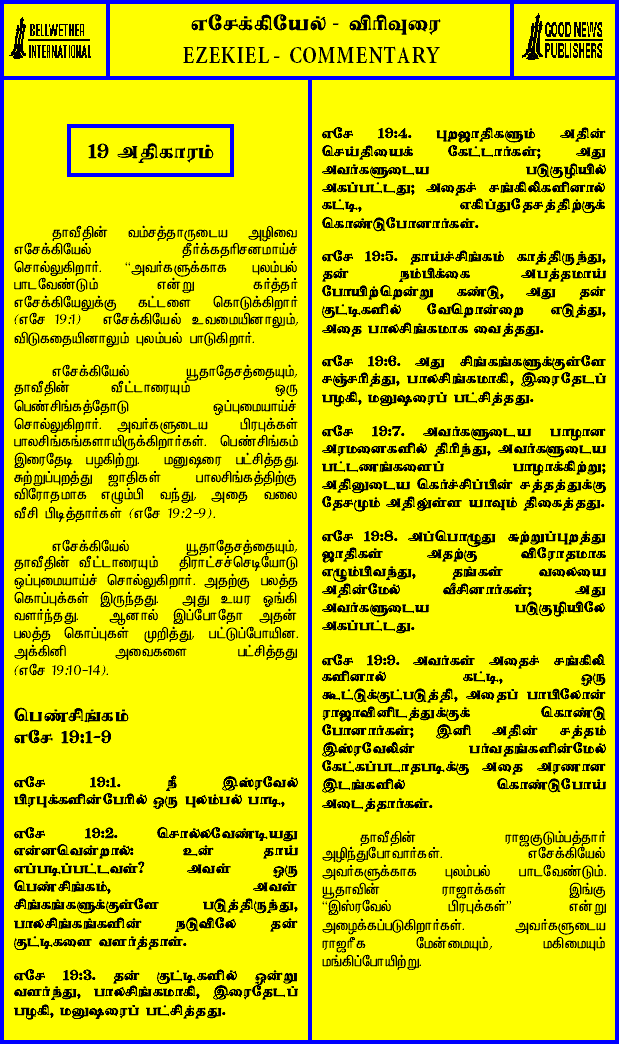 BELLWETHER
INTERNATIONAL
எசேக்கியேல் - விரிவுரை
EZEKIEL - COMMENTARY
GOOD NEWS
PUBLISHERS
19 அதிகாரம்
தாவீதின் வம்சத்தாருடைய அழிவை
எசேக்கியேல் தீர்க்கதரிசனமாய்ச்
சொல்லுகிறார். “அவர்களுக்காக புலம்பல்
பாடவேண்டும் என்று கர்த்தர்
எசேக்கியேலுக்கு கட்டளை கொடுக்கிறார்
(எசே 19:1) எசேக்கியேல் உவமையினாலும்,
விடுகதையினாலும் புலம்பல் பாடுகிறார்.
எசேக்கியேல் யூதாதேசத்தையும்,
தாவீதின் வீட்டாரையும் ஒரு
பெண்சிங்கத்தோடு ஒப்புமையாய்ச்
சொல்லுகிறார். அவர்களுடைய பிரபுக்கள்
பாலசிங்கங்களாயிருக்கிறார்கள். பெண்சிங்கம்
இரைதேடி பழகிற்று. மனுஷரை பட்சித்தது.
சுற்றுப்புறத்து ஜாதிகள் பாலசிங்கத்திற்கு
விரோதமாக எழும்பி வந்து, அதை வலை
வீசி பிடித்தார்கள் (எசே 19:2-9).
எசேக்கியேல் யூதாதேசத்தையும்,
தாவீதின் வீட்டாரையும் திராட்சச்செடியோடு
ஒப்புமையாய்ச் சொல்லுகிறார். அதற்கு பலத்த
கொப்புக்கள் இருந்தது. அது உயர ஓங்கி
வளர்ந்தது. ஆனால் இப்போதோ அதன்
பலத்த கொப்புகள் முறித்து, பட்டுப்போயின.
அக்கினி அவைகளை பட்சித்தது
(எசே 19:10-14).
பெண்சிங்கம்
எசே 19:1-9
எசே 19:1. நீ இஸ்ரவேல்
பிரபுக்களின்பேரில் ஒரு புலம்பல் பாடி,
எசே 19:2. சொல்லவேண்டியது
என்னவென்றால்: உன் தாய்
எப்படிப்பட்டவள்? அவள் ஒரு
பெண்சிங்கம், அவள்
சிங்கங்களுக்குள்ளே படுத்திருந்து,
பாலசிங்கங்களின் நடுவிலே தன்
குட்டிகளை வளர்த்தாள்.
எசே 19:3. தன் குட்டிகளில் ஒன்று
வளர்ந்து, பாலசிங்கமாகி, இரைதேடப்
பழகி, மனுஷரைப் பட்சித்தது.
எசே 19:4. புறஜாதிகளும் அதின்
செய்தியைக் கேட்டார்கள்; அது
அவர்களுடைய படுகுழியில்
அகப்பட்டது; அதைச் சங்கிலிகளினால்
கட்டி, எகிப்துதேசத்திற்குக்
கொண்டுபோனார்கள்.
எசே 19:5. தாய்ச்சிங்கம் காத்திருந்து,
தன் நம்பிக்கை அபத்தமாய்
போயிற்றென்று கண்டு, அது தன்
குட்டிகளில் வேறொன்றை எடுத்து,
அதை பாலசிங்கமாக வைத்தது.
எசே 19:6. அது சிங்கங்களுக்குள்ளே
சஞ்சரித்து, பாலசிங்கமாகி, இரைதேடப்
பழகி, மனுஷரைப் பட்சித்தது.
எசே 19:7. அவர்களுடைய பாழான
அரமனைகளில் திரிந்து, அவர்களுடைய
பட்டணங்களைப் பாழாக்கிற்று;
அதினுடைய கெர்ச்சிப்பின் சத்தத்துக்கு
தேசமும் அதிலுள்ள யாவும் திகைத்தது.
எசே 19:8. அப்பொழுது சுற்றுப்புறத்து
ஜாதிகள் அதற்கு விரோதமாக
எழும்பிவந்து, தங்கள் வலையை
அதின்மேல் வீசினார்கள்; அது
அவர்களுடைய படுகுழியிலே
அகப்பட்டது.
எசே 19:9. அவர்கள் அதைச் சங்கிலி
களினால் கட்டி, ஒரு
கூட்டுக்குட்படுத்தி, அதைப் பாபிலோன்
ராஜாவினிடத்துக்குக் கொண்டு
போனார்கள்; இனி அதின் சத்தம்
இஸ்ரவேலின் பர்வதங்களின்மேல்
கேட்கப்படாதபடிக்கு அதை அரணான
இடங்களில் கொண்டுபோய்
அடைத்தார்கள்.
தாவீதின் ராஜகுடும்பத்தார்
அழிந்துபோவார்கள். எசேக்கியேல்
அவர்களுக்காக புலம்பல் பாடவேண்டும்.
யூதாவின் ராஜாக்கள் இங்கு
“இஸ்ரவேல் பிரபுக்கள்” என்று
அழைக்கப்படுகிறார்கள். அவர்களுடைய
ராஜரீக மேன்மையும், மகிமையும்
மங்கிப்போயிற்று.